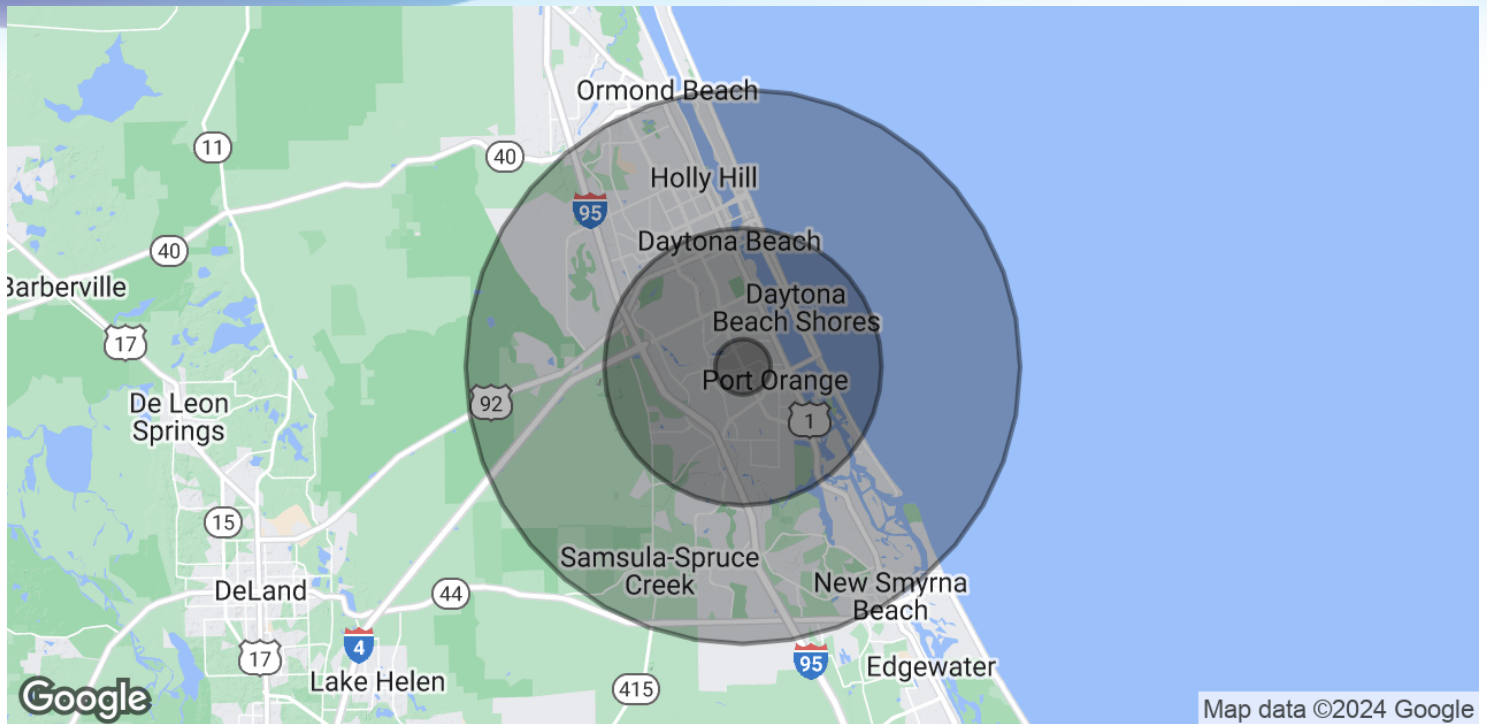 Ormond Beach
11
40
Holly Hill
95
Daytona Beach
40
Barberville
Daytona
Beach Shores
17
Port Orange
92
De Leon
Springs
1
15
Samsula-Spruce
Creek
DeLand
44
New Smyrna
Beach
17
4
95
Edgewater
Lake Helen
415
Google
Map data ©2024 Google